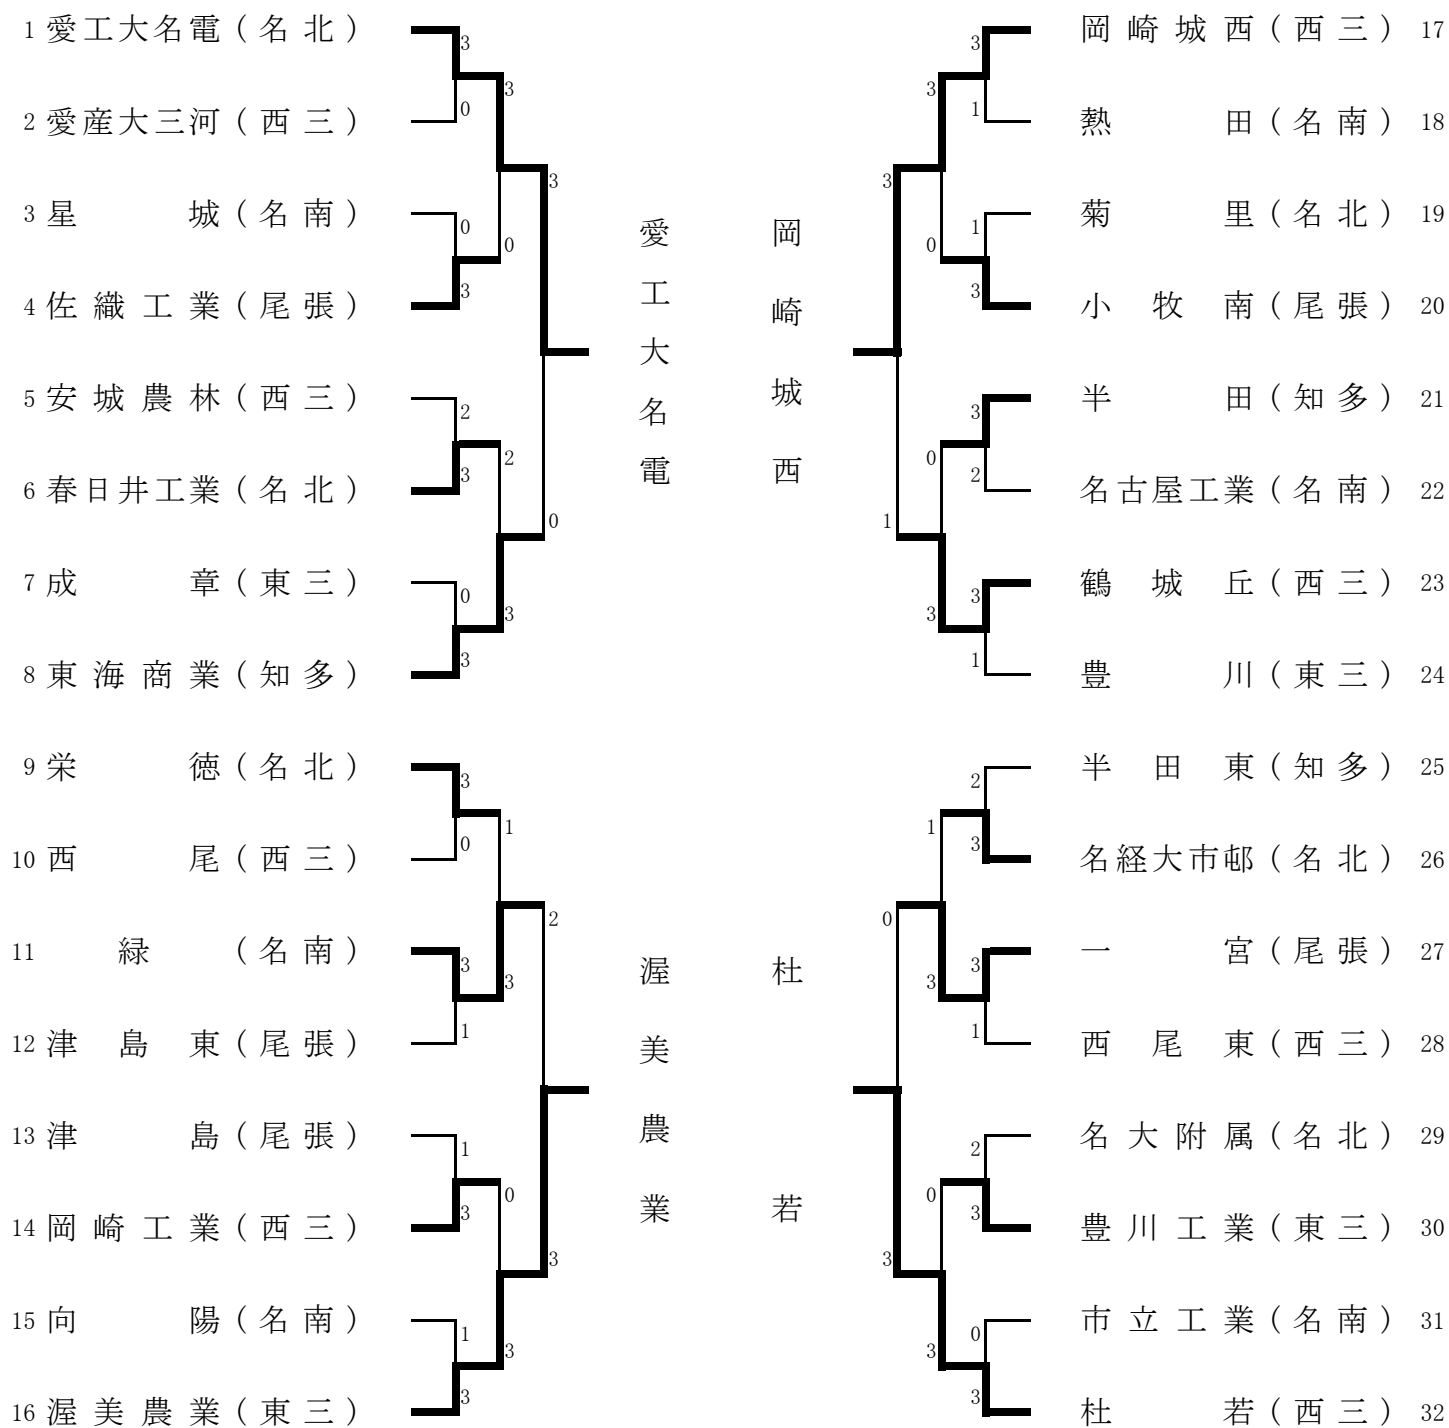 1 愛工大名電(名北)
3
0
3
2 愛産大三河(西三)
3
3 星城(名南)
0
3
0
4 佐織工業(尾張)
5 安城農林(西三)
2
3
2
6 春日井工業(名北)
0
7 成章(東三)
0
3
3
8 東海商業(知多)
愛工大名電
9 栄徳(名北)
3
0
1
10 西尾(西三)
2
11 緑(名南)
3
1
3
12 津島東(尾張)
13 津島(尾張)
1
3
0
14 岡崎工業(西三)
3
15 向陽(名南)
1
3
3
16 渥美農業(東三)
渥美農業
岡崎城西
岡崎城西(西三) 17
3
1
3
熱田(名南) 18
3
菊里(名北) 19
1
3
0
小牧南(尾張) 20
半田(知多) 21
3
2
0
名古屋工業(名南) 22
1
鶴城丘(西三) 23
3
1
3
豊川(東三) 24
杜若
半田東(知多) 25
2
3
1
名経大市邨(名北) 26
0
一宮(尾張) 27
3
1
3
西尾東(西三) 28
名大附属(名北) 29
2
3
0
豊川工業(東三) 30
3
市立工業(名南) 31
0
3
3
杜若(西三) 32